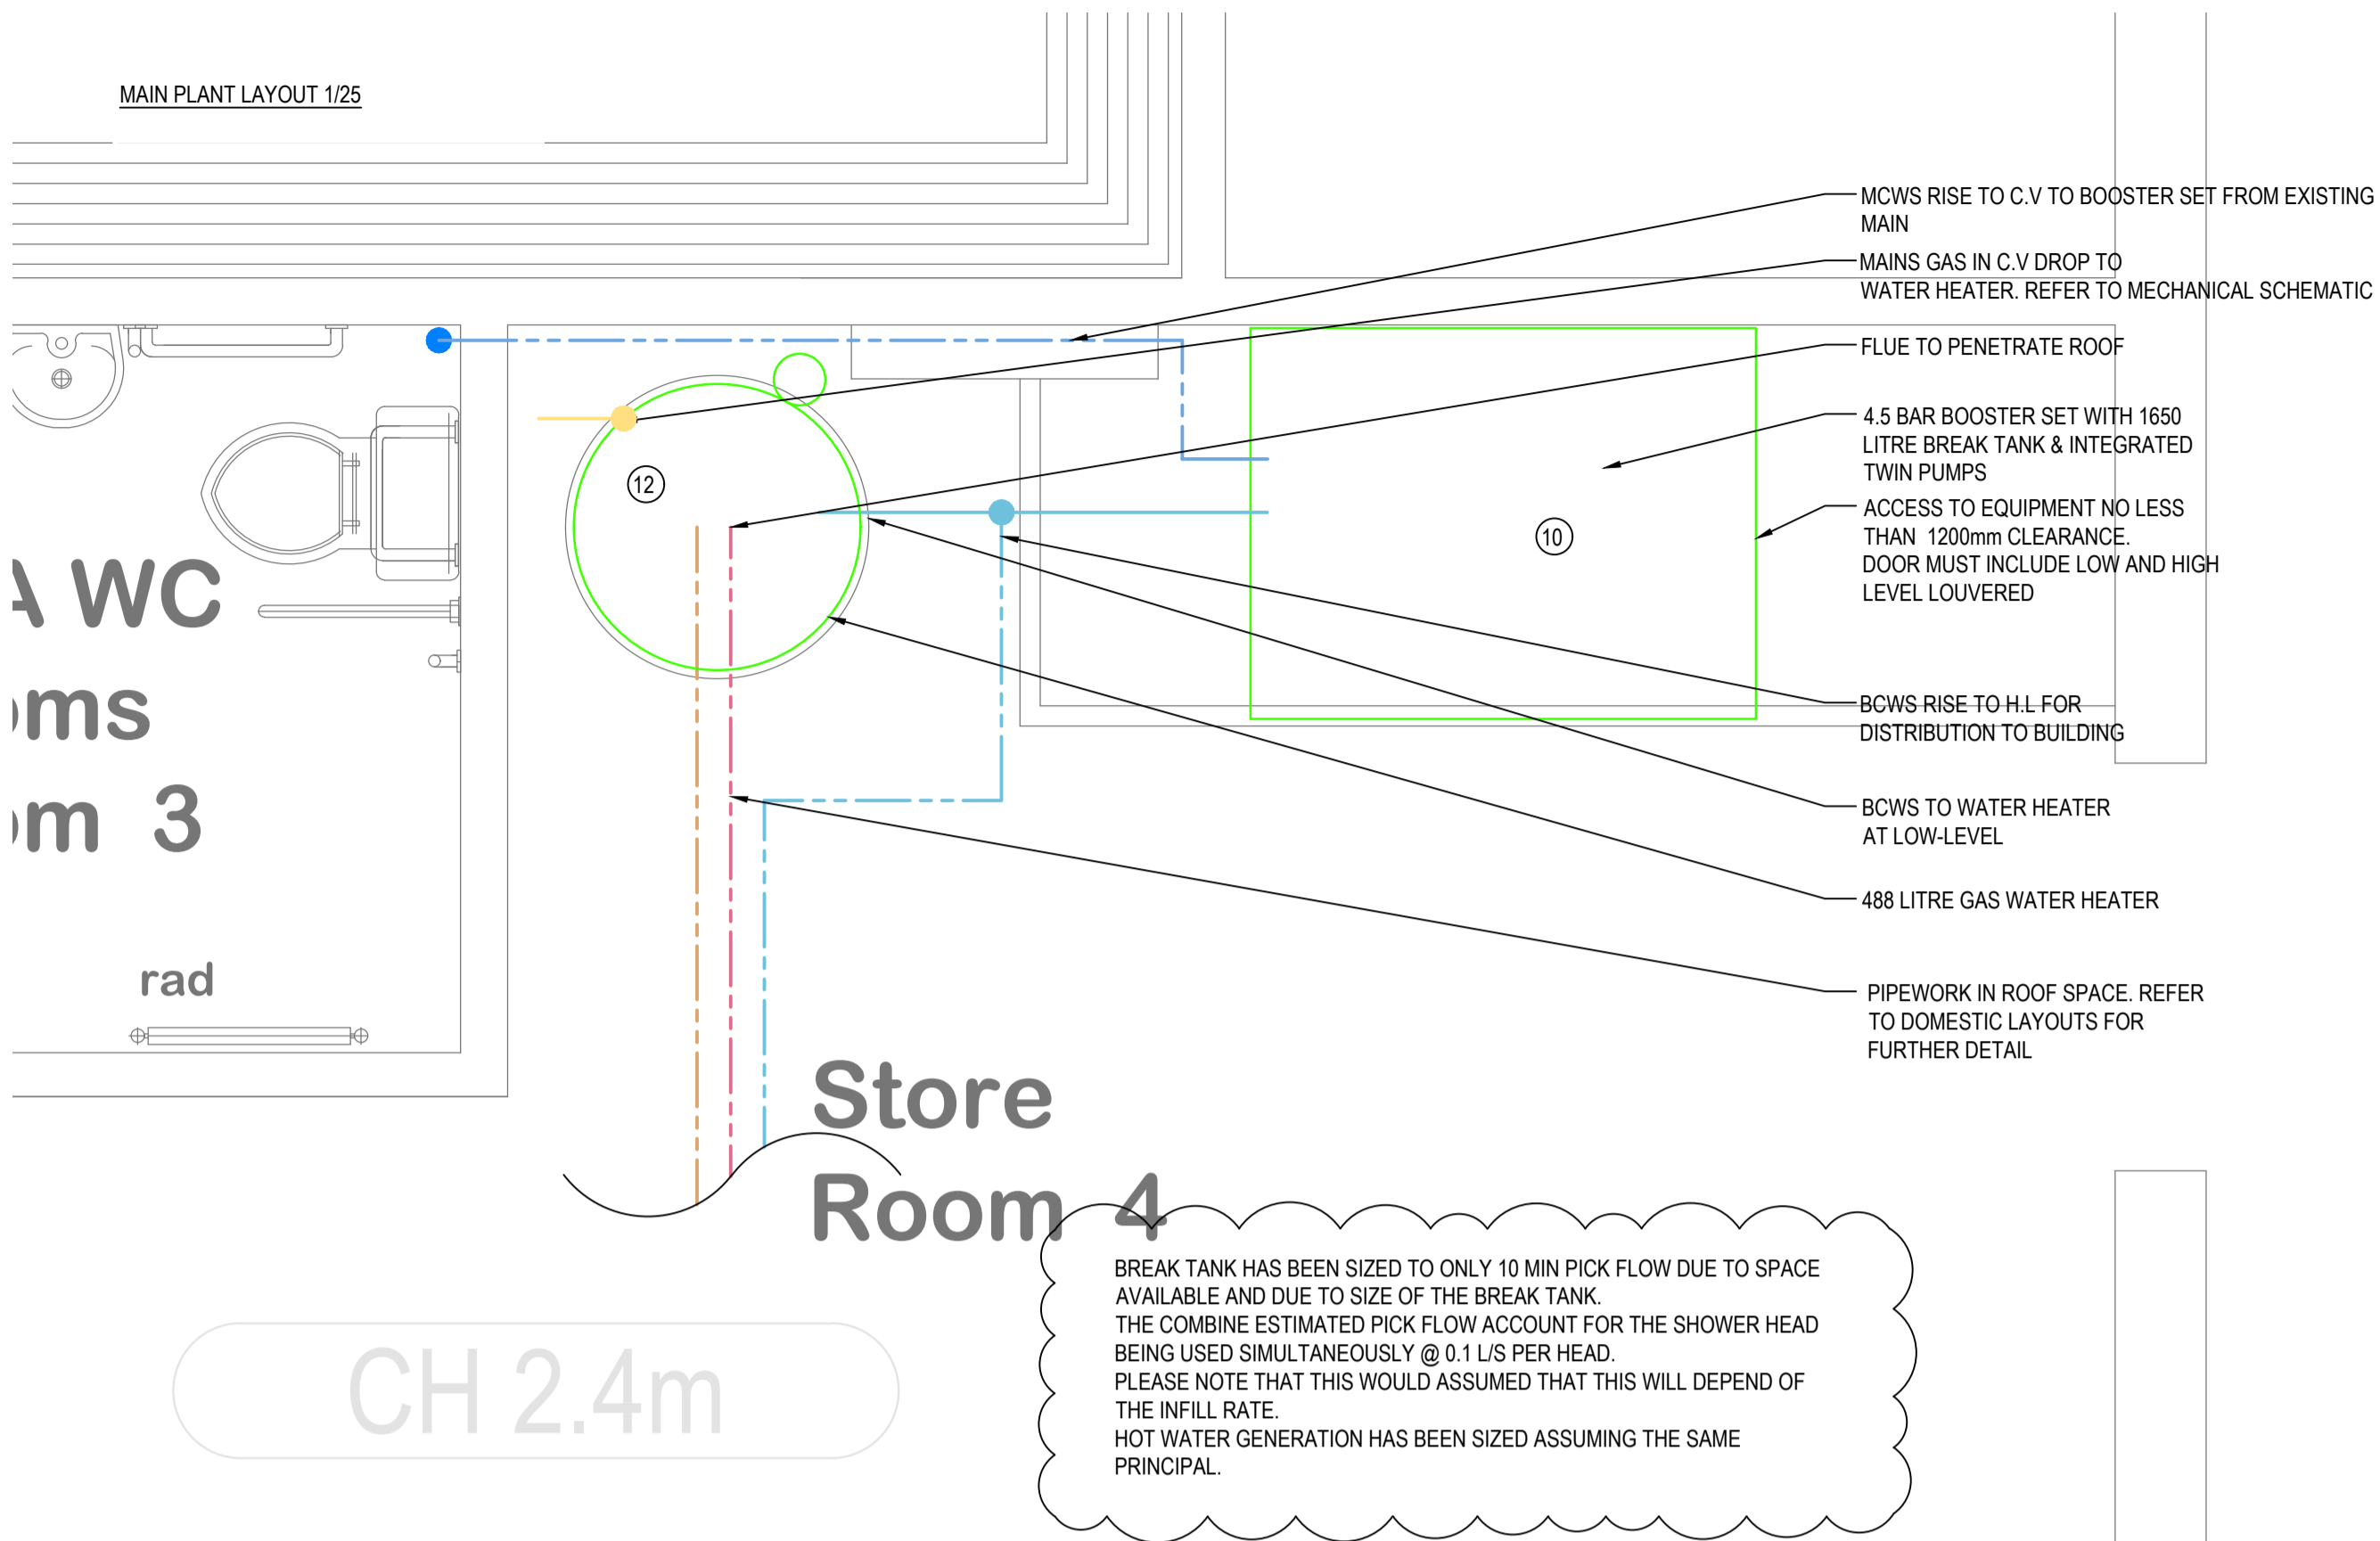 MAIN PLANT LAYOUT 1/25
MCWS RISE TO C.V TO BOOSTER SET FROM EXISTING
MAIN
MAINS GAS IN C.V DROP TO
WATER HEATER. REFER TO MECHANICAL SCHEMATIC
FLUE TO PENETRATE ROOF
4.5 BAR BOOSTER SET WITH 1650
LITRE BREAK TANK & INTEGRATED
TWIN PUMPS
ACCESS TO EQUIPMENT NO LESS
THAN 1200mm CLEARANCE.
DOOR MUST INCLUDE LOW AND HIGH
LEVEL LOUVERED
BCWS RISE TO H.L FOR
DISTRIBUTION TO BUILDING
BCWS TO WATER HEATER
AT LOW-LEVEL
488 LITRE GAS WATER HEATER
PIPEWORK IN ROOF SPACE. REFER
TO DOMESTIC LAYOUTS FOR
FURTHER DETAIL
12
10
A WC
oms
om 3
rad
Store
Room 4
CH 2.4m
BREAK TANK HAS BEEN SIZED TO ONLY 10 MIN PICK FLOW DUE TO SPACE
AVAILABLE AND DUE TO SIZE OF THE BREAK TANK.
THE COMBINE ESTIMATED PICK FLOW ACCOUNT FOR THE SHOWER HEAD
BEING USED SIMULTANEOUSLY @ 0.1 L/S PER HEAD.
PLEASE NOTE THAT THIS WOULD ASSUMED THAT THIS WILL DEPEND OF
THE INFILL RATE.
HOT WATER GENERATION HAS BEEN SIZED ASSUMING THE SAME
PRINCIPAL.